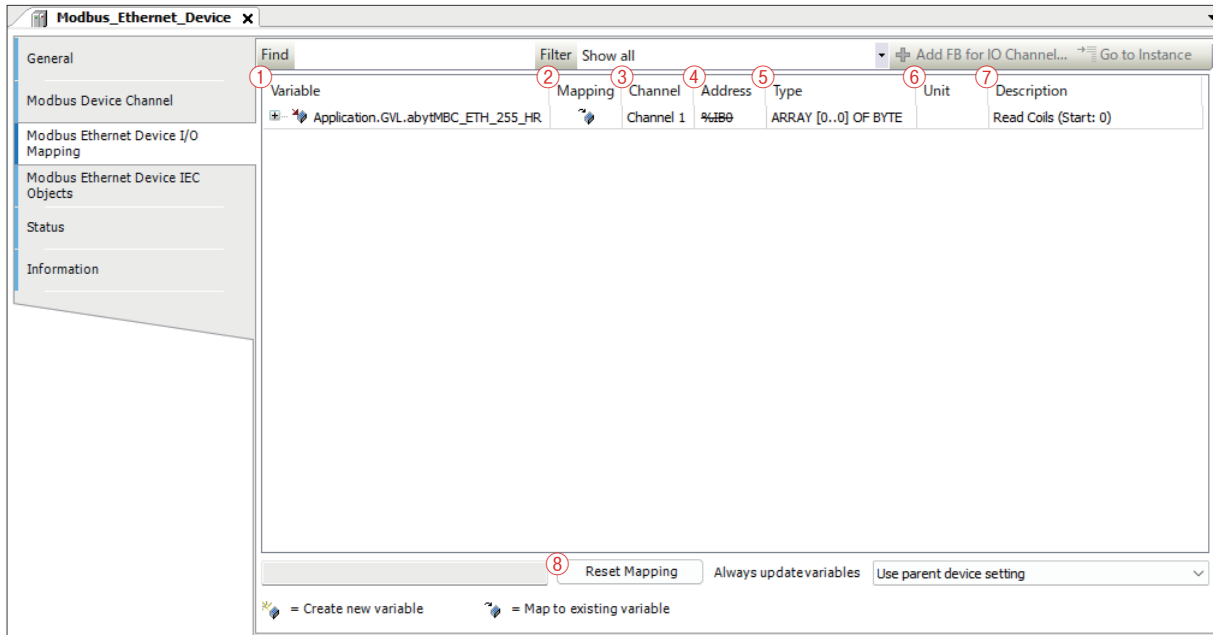 Modbus_Ethernet_Device X
General
Modbus Device Channel
Modbus Ethernet Device I/O
Mapping
Modbus Ethernet Device IEC
Objects
Status
Information
Find Filter Show all Add FB for IO Channel... Go to Instance
① Variable ② Mapping ③ Channel ④ Address ⑤ Type ⑥ Unit ⑦ Description
Application.GVL.abytMBC_ETH_255_HR Channel 1 %IB0 ARRAY [0..0] OF BYTE Read Coils (Start: 0)
⑧ Reset Mapping Always update variables Use parent device setting
= Create new variable = Map to existing variable